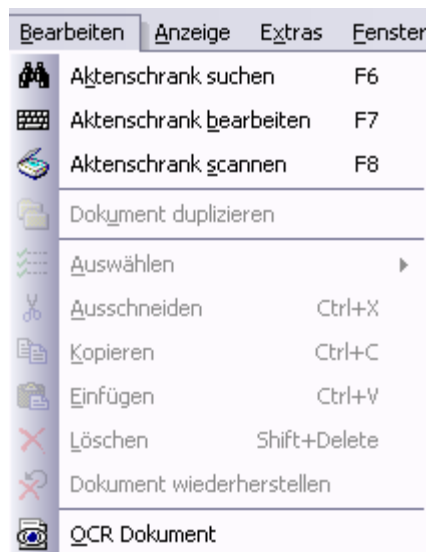 Bearbeiten Anzeige Extras Fenster
Aktenschrank suchen F6
Aktenschrank bearbeiten F7
Aktenschrank scannen F8
Dokument duplizieren
Auswählen
Ausschneiden Ctrl+X
Kopieren Ctrl+C
Einfügen Ctrl+V
Löschen Shift+Delete
Dokument wiederherstellen
OCR Dokument